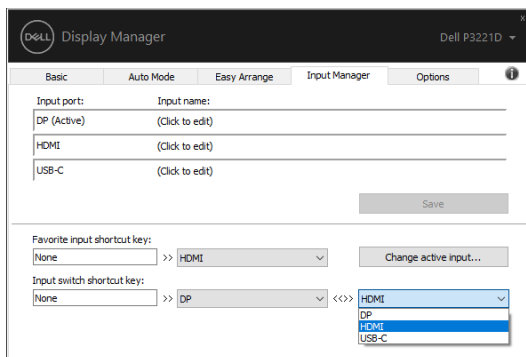 DELL Display Manager Dell P3221D
x
Basic Auto Mode Easy Arrange Input Manager Options i
Input port: Input name:
DP (Active) (Click to edit)
HDMI (Click to edit)
USB-C (Click to edit)
Save
Favorite input shortcut key:
None >> HDMI Change active input...
Input switch shortcut key:
None >> DP <<>> HDMI
DP
HDMI
USB-C